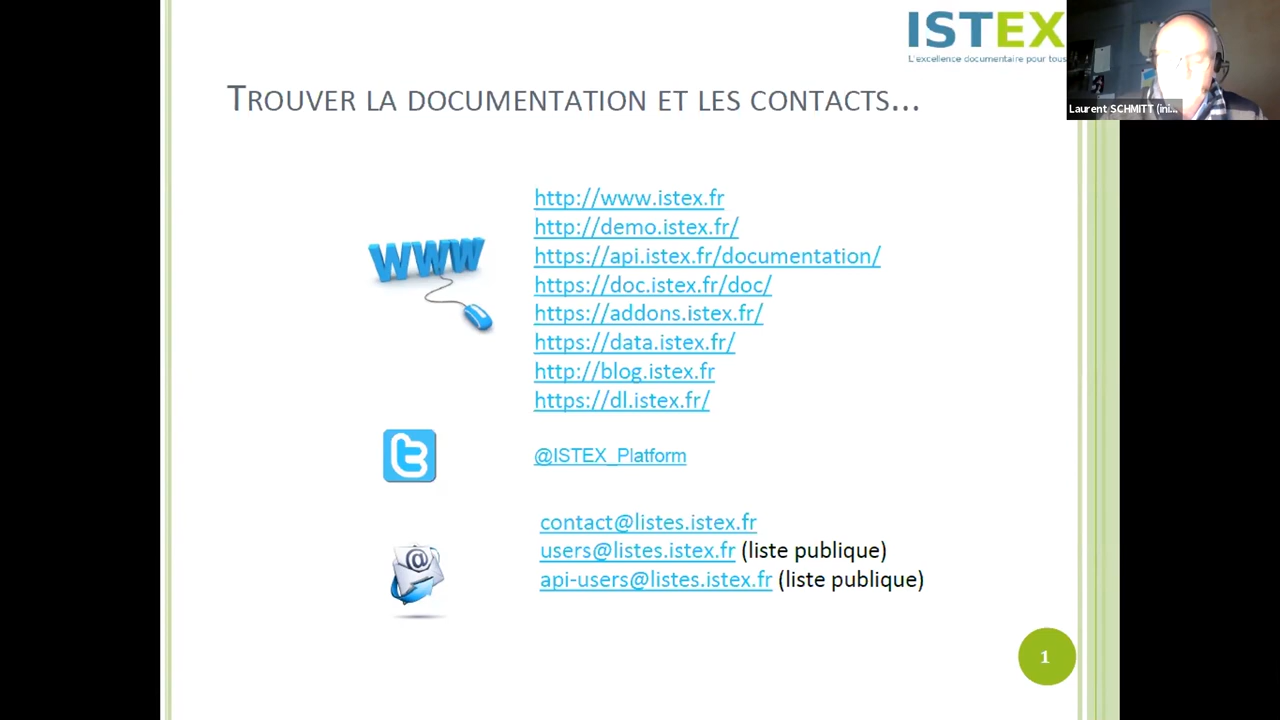 ISTEX
L'excellence documentaire pour tous
Laurent SCHMITT (ini...
TROUVER LA DOCUMENTATION ET LES CONTACTS...
http://www.istex.fr
http://demo.istex.fr/
https://api.istex.fr/documentation/
https://doc.istex.fr/doc/
https://addons.istex.fr/
https://data.istex.fr/
http://blog.istex.fr
https://dl.istex.fr/
www
@ISTEX_Platform
contact@listes.istex.fr
users@listes.istex.fr (liste publique)
api-users@listes.istex.fr (liste publique)
1